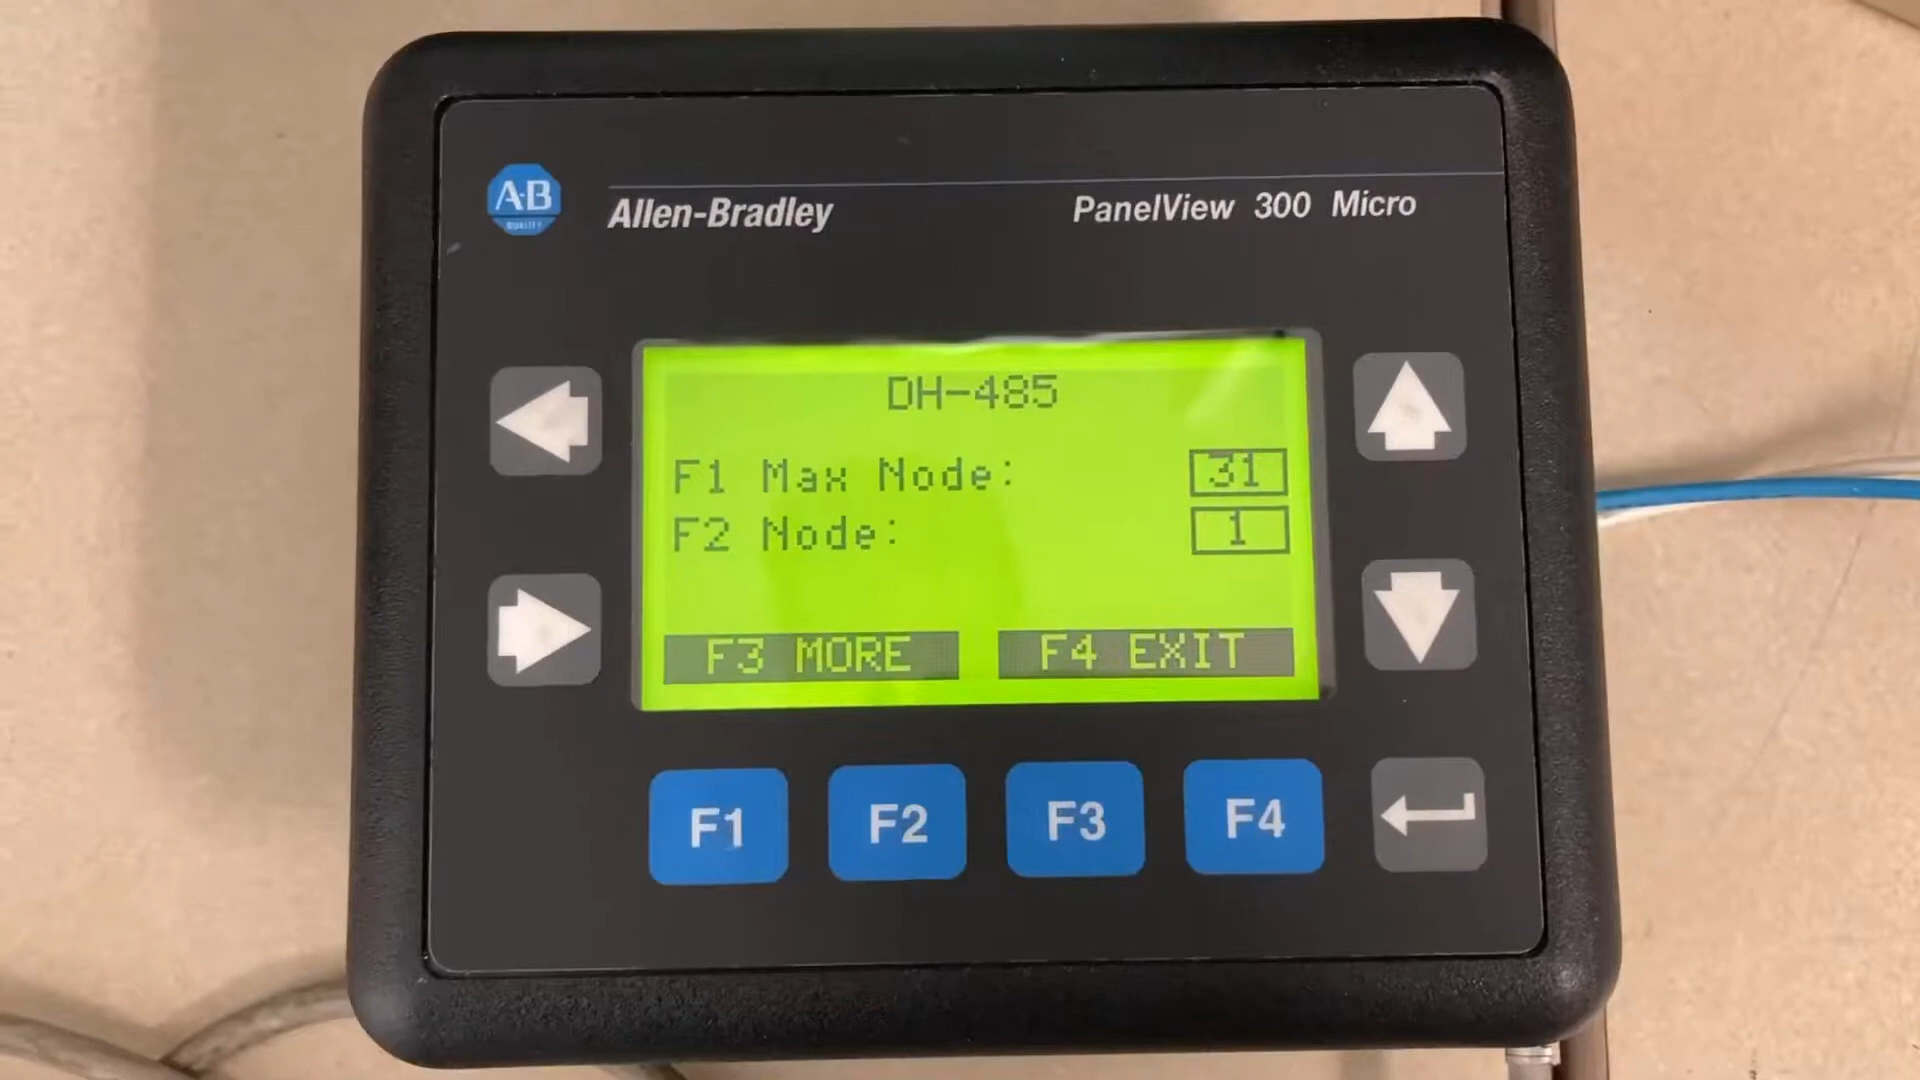 A-B
QUALITY
Allen-Bradley
PanelView 300 Micro
DH-485
F1 Max Node: 31
F2 Node: 1
F3 MORE F4 EXIT
F1 F2 F3 F4